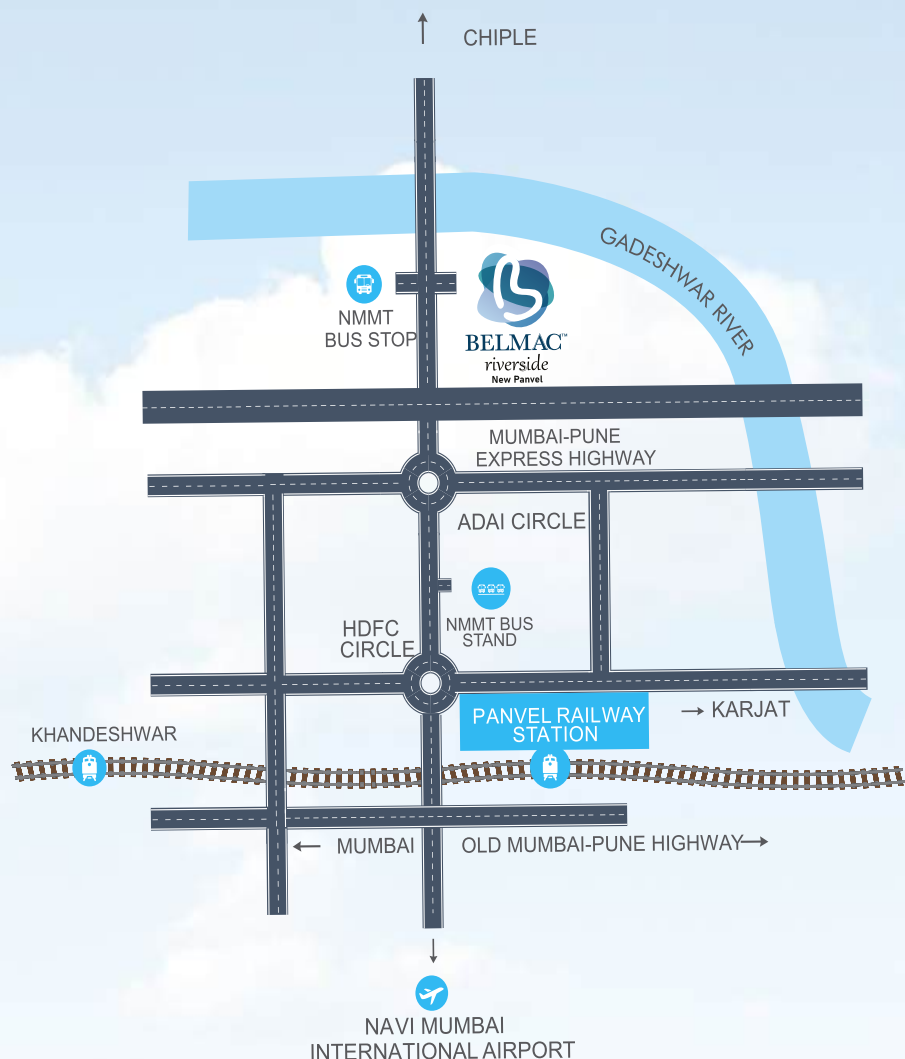 CHIPLE
GADESHWAR RIVER
NMMT
BUS STOP
BELMAC™
riverside
New Panvel
MUMBAI-PUNE
EXPRESS HIGHWAY
ADAI CIRCLE
NMMT BUS
STAND
HDFC
CIRCLE
PANVEL RAILWAY
STATION
KARJAT
KHANDESHWAR
MUMBAI
OLD MUMBAI-PUNE HIGHWAY
NAVI MUMBAI
INTERNATIONAL AIRPORT